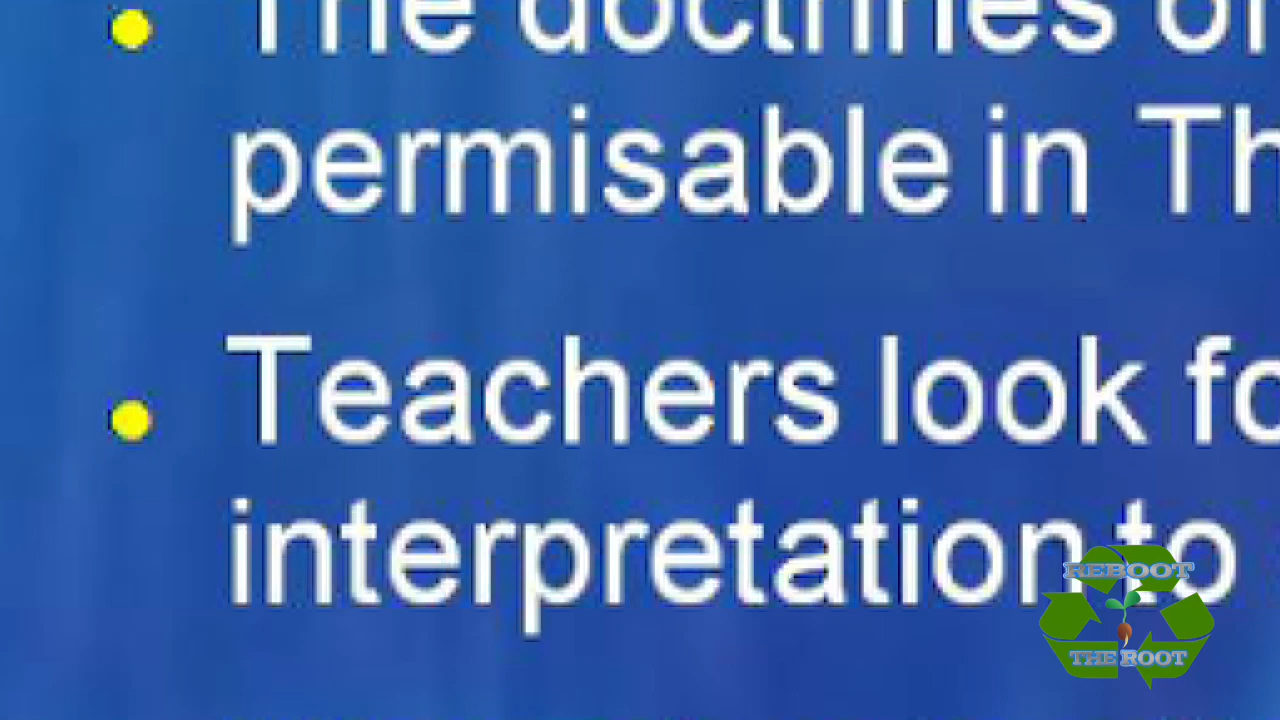 The doctrines of
permisable in Th
Teachers look fo
interpretation to
REBOOT
THE ROOT